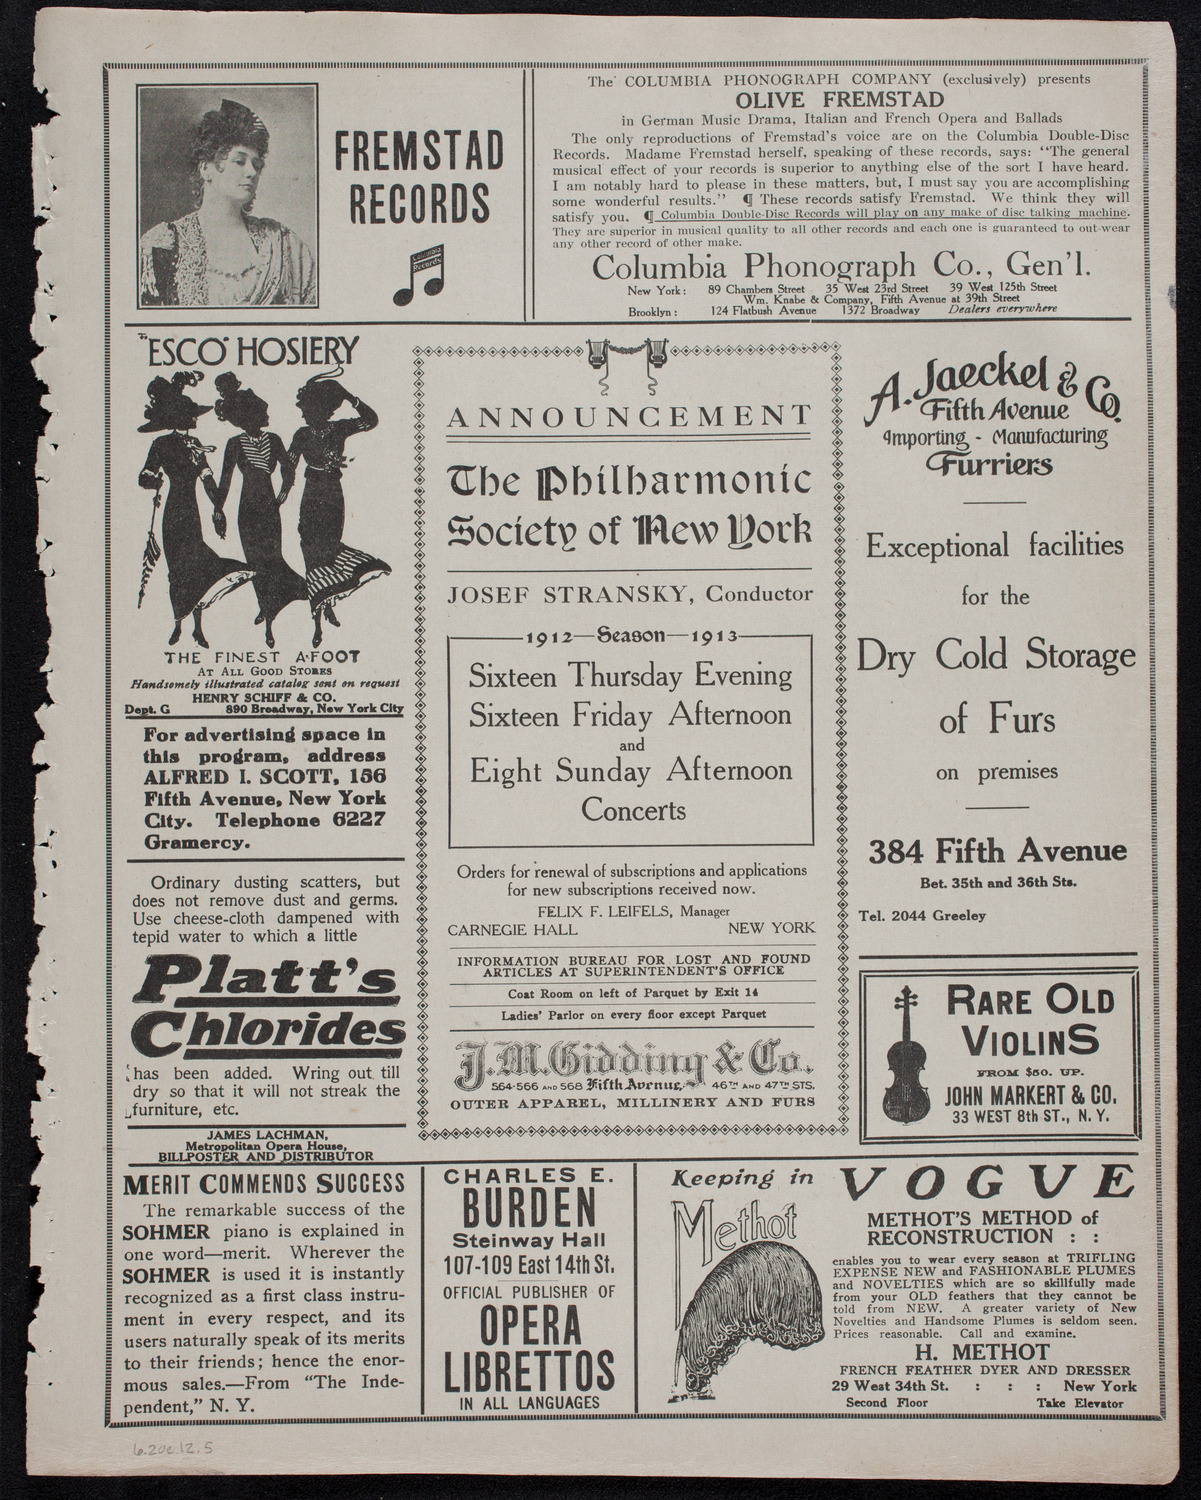 FREMSTAD
RECORDS
Columbia
Records
The COLUMBIA PHONOGRAPH COMPANY (exclusively) presents
OLIVE FREMSTAD
in German Music Drama, Italian and French Opera and Ballads
The only reproductions of Fremstad's voice are on the Columbia Double-Disc
Records. Madame Fremstad herself, speaking of these records, says: "The general
musical effect of your records is superior to anything else of the sort I have heard.
I am notably hard to please in these matters, but, I must say you are accomplishing
some wonderful results." ¶ These records satisfy Fremstad. We think they will
satisfy you. ¶ Columbia Double-Disc Records will play on any make of disc talking machine.
They are superior in musical quality to all other records and each one is guaranteed to out-wear
any other record of other make.
Columbia Phonograph Co., Gen'l.
New York: 89 Chambers Street 35 West 23rd Street 39 West 125th Street
Wm. Knabe & Company, Fifth Avenue at 39th Street
Brooklyn: 124 Flatbush Avenue 1372 Broadway Dealers everywhere
"ESCO" HOSIERY
THE FINEST A-FOOT
AT ALL GOOD STORES
Handsomely illustrated catalog sent on request
HENRY SCHIFF & CO.
Dept. G 890 Broadway, New York City
For advertising space in
this program, address
ALFRED I. SCOTT, 156
Fifth Avenue, New York
City. Telephone 6227
Gramercy.
Ordinary dusting scatters, but
does not remove dust and germs.
Use cheese-cloth dampened with
tepid water to which a little
Platt's
Chlorides
has been added. Wring out till
dry so that it will not streak the
furniture, etc.
JAMES LACHMAN,
Metropolitan Opera House,
BILLPOSTER AND DISTRIBUTOR
ANNOUNCEMENT
The Philharmonic
Society of New York
JOSEF STRANSKY, Conductor
1912—Season—1913
Sixteen Thursday Evening
Sixteen Friday Afternoon
and
Eight Sunday Afternoon
Concerts
Orders for renewal of subscriptions and applications
for new subscriptions received now.
FELIX F. LEIFELS, Manager
CARNEGIE HALL NEW YORK
INFORMATION BUREAU FOR LOST AND FOUND
ARTICLES AT SUPERINTENDENT'S OFFICE
Coat Room on left of Parquet by Exit 14
Ladies' Parlor on every floor except Parquet
J.M. Gidding & Co.
564-566 AND 568 Fifth Avenue 46TH AND 47TH STS.
OUTER APPAREL, MILLINERY AND FURS
A. Jaeckel & Co.
Fifth Avenue
Importing - Manufacturing
Furriers
Exceptional facilities
for the
Dry Cold Storage
of Furs
on premises
384 Fifth Avenue
Bet. 35th and 36th Sts.
Tel. 2044 Greeley
RARE OLD
VIOLINS
FROM $50. UP.
JOHN MARKERT & CO.
33 WEST 8th ST., N. Y.
MERIT COMMENDS SUCCESS
The remarkable success of the
SOHMER piano is explained in
one word—merit. Wherever the
SOHMER is used it is instantly
recognized as a first class instru-
ment in every respect, and its
users naturally speak of its merits
to their friends; hence the enor-
mous sales.—From "The Inde-
pendent," N. Y.
CHARLES E.
BURDEN
Steinway Hall
107-109 East 14th St.
OFFICIAL PUBLISHER OF
OPERA
LIBRETTOS
IN ALL LANGUAGES
Keeping in VOGUE
Methot
METHOT'S METHOD of
RECONSTRUCTION : :
enables you to wear every season at TRIFLING
EXPENSE NEW and FASHIONABLE PLUMES
and NOVELTIES which are so skillfully made
from your OLD feathers that they cannot be
told from NEW. A greater variety of New
Novelties and Handsome Plumes is seldom seen.
Prices reasonable. Call and examine.
H. METHOT
FRENCH FEATHER DYER AND DRESSER
29 West 34th St. : : : New York
Second Floor Take Elevator